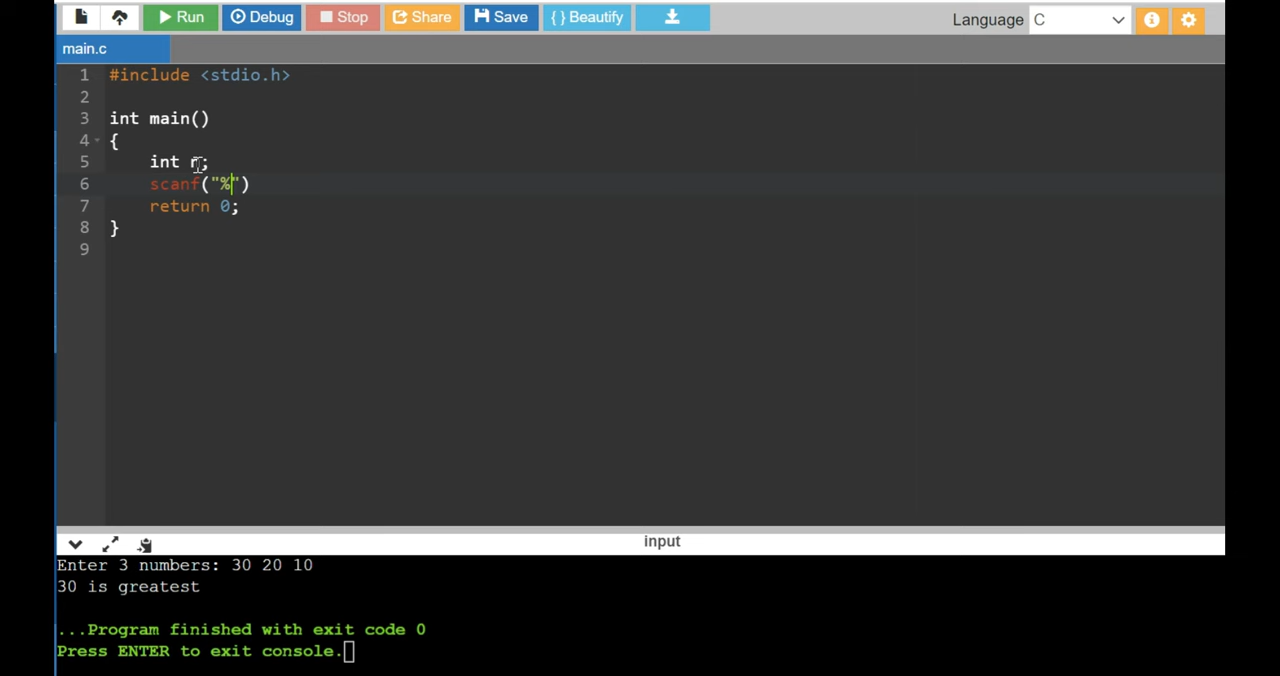 Run Debug Stop Share Save { } Beautify Language C
main.c
1 #include <stdio.h>
2
3 int main()
4 {
5 int r;
6 scanf("%")
7 return 0;
8 }
9
input
Enter 3 numbers: 30 20 10
30 is greatest
...Program finished with exit code 0
Press ENTER to exit console.